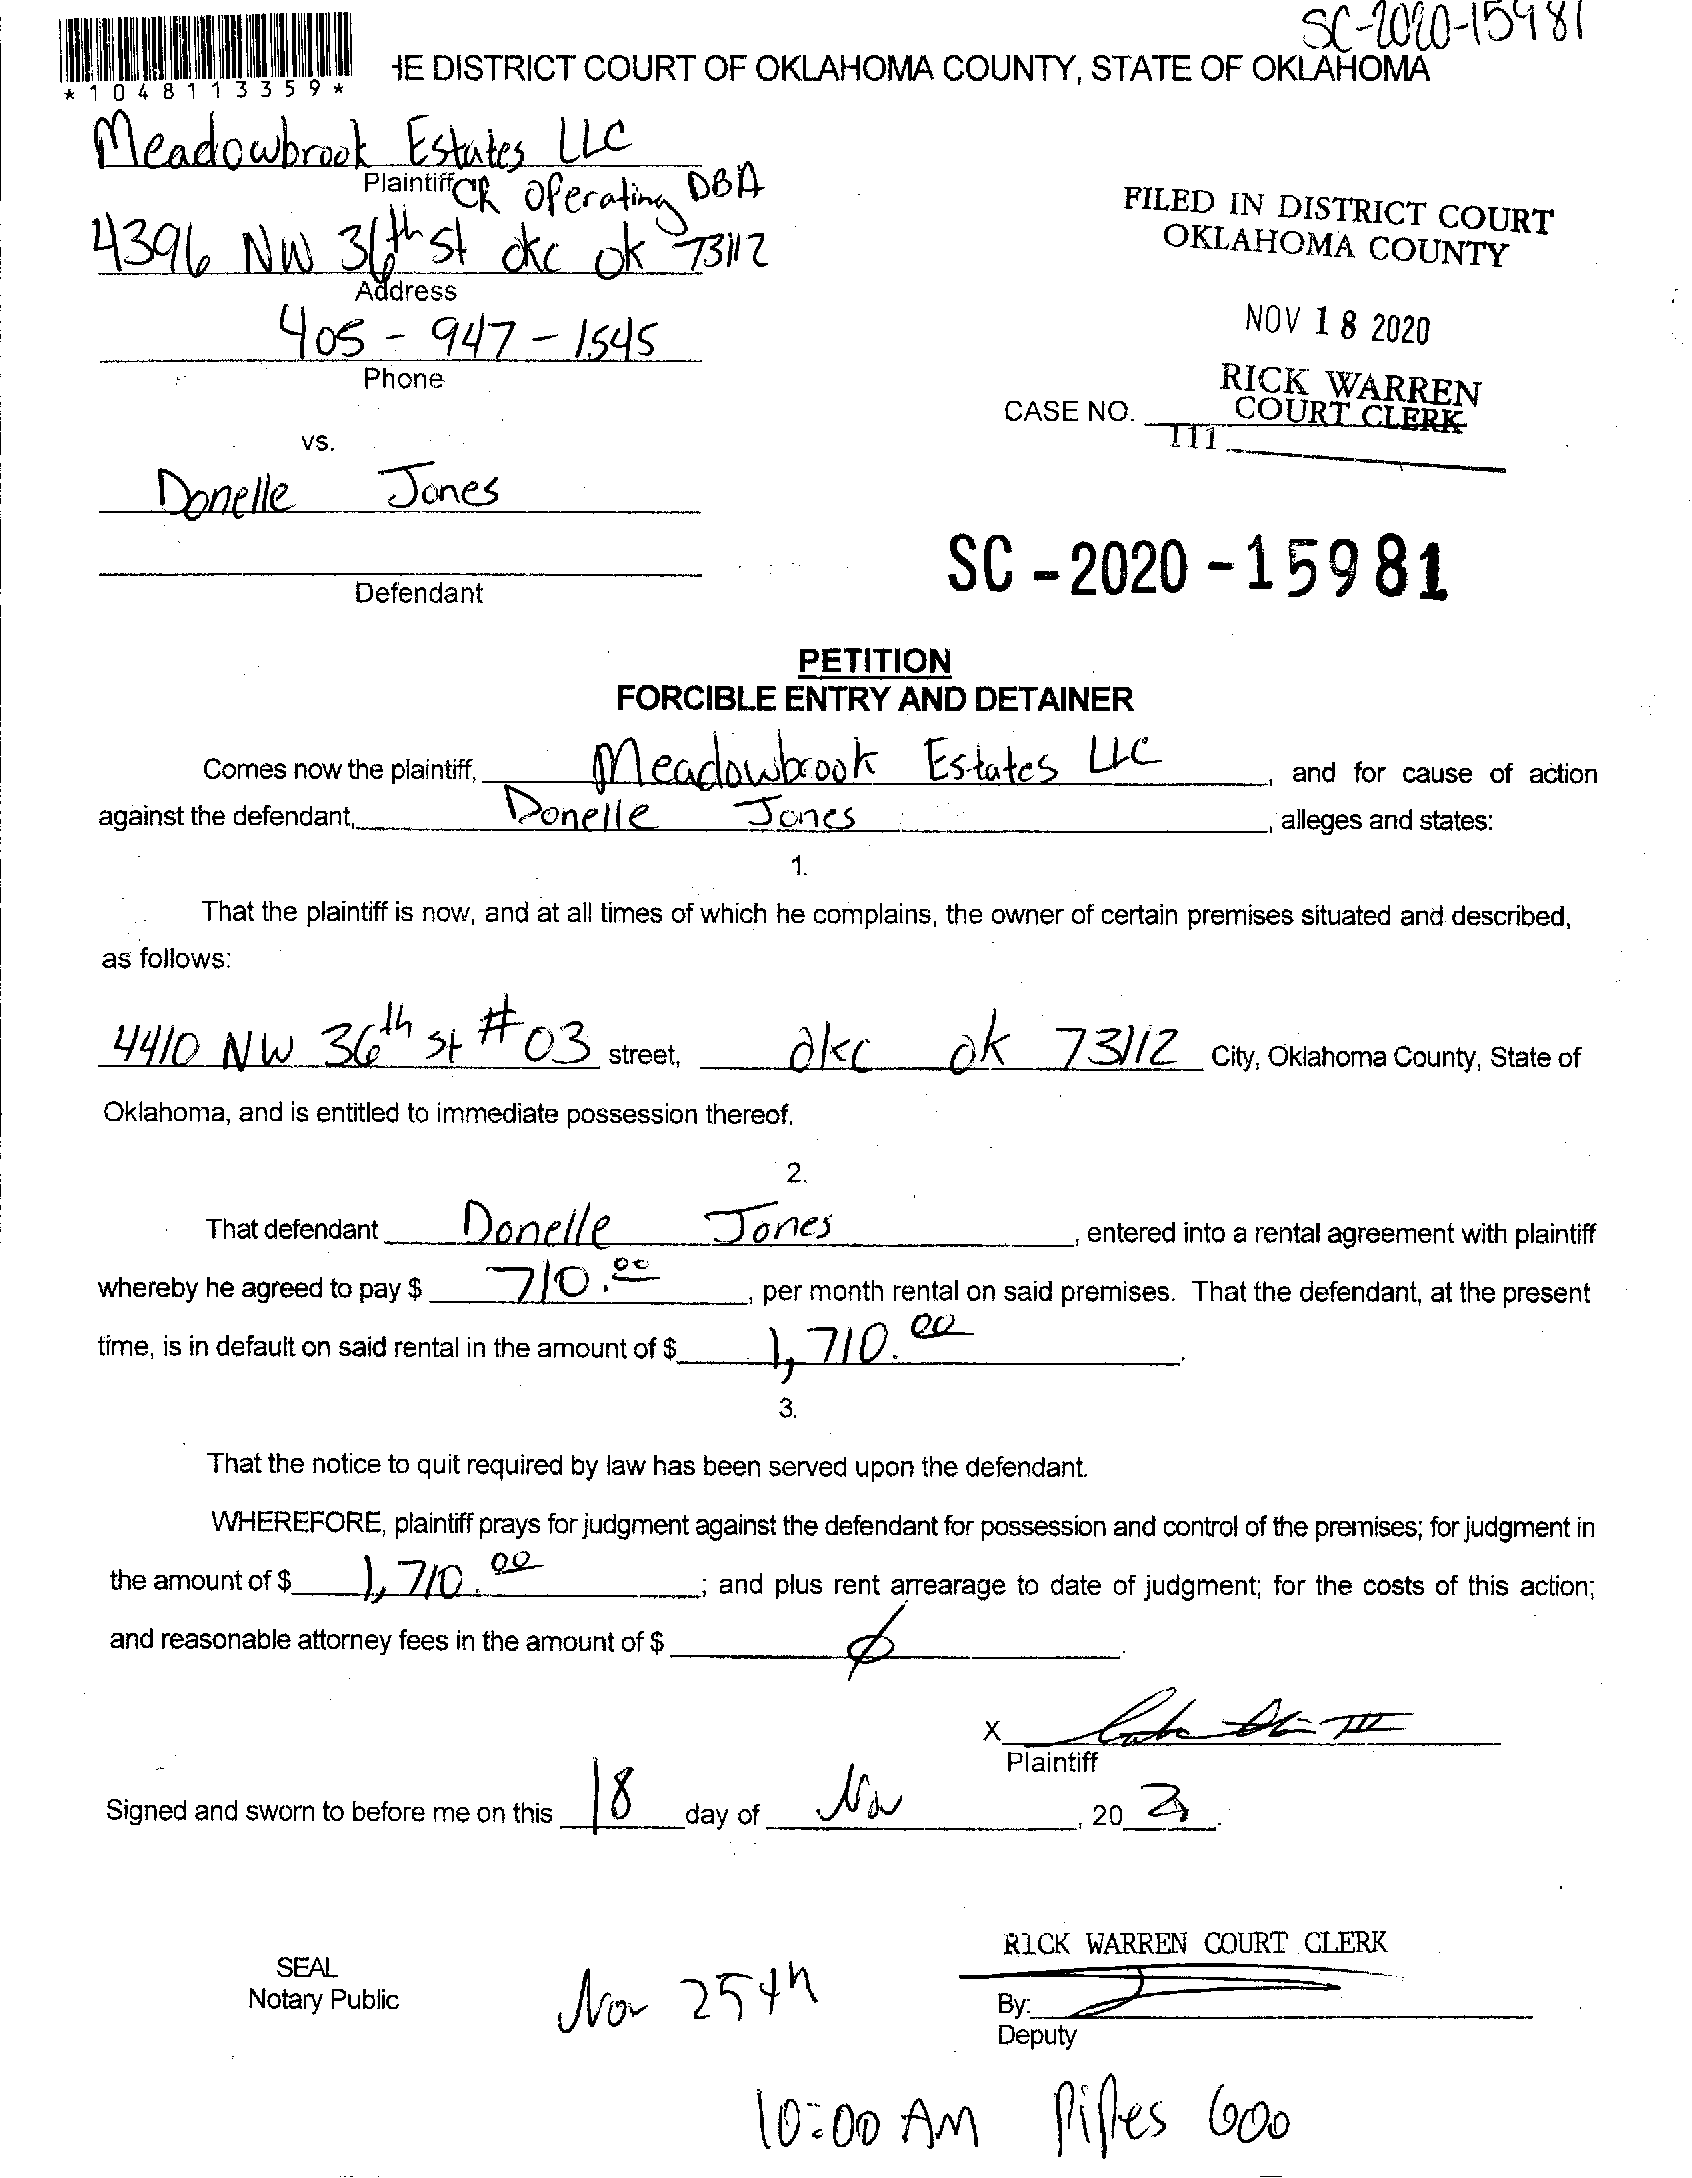 SC-2020-15981
*1048113359*
HE DISTRICT COURT OF OKLAHOMA COUNTY, STATE OF OKLAHOMA
Meadowbrook Estates LLC
Plaintiff CR Operating DBA
4396 NW 36th st okc ok 73112
Address
405 - 947 - 1545
Phone
FILED IN DISTRICT COURT
OKLAHOMA COUNTY
NOV 18 2020
RICK WARREN
CASE NO. COURT CLERK
111
vs.
Donelle Jones
Defendant
SC - 2020 - 15981
PETITION
FORCIBLE ENTRY AND DETAINER
Comes now the plaintiff, Meadowbrook Estates LLC, and for cause of action
against the defendant, Donelle Jones, alleges and states:
1.
That the plaintiff is now, and at all times of which he complains, the owner of certain premises situated and described,
as follows:
4410 NW 36th st #03 street, okc ok 73112 City, Oklahoma County, State of
Oklahoma, and is entitled to immediate possession thereof.
2.
That defendant Donelle Jones, entered into a rental agreement with plaintiff
whereby he agreed to pay $ 710.00, per month rental on said premises. That the defendant, at the present
time, is in default on said rental in the amount of $ 1,710.00.
3.
That the notice to quit required by law has been served upon the defendant.
WHEREFORE, plaintiff prays for judgment against the defendant for possession and control of the premises; for judgment in
the amount of $ 1,710.00; and plus rent arrearage to date of judgment; for the costs of this action;
and reasonable attorney fees in the amount of $ ∅.
X III
Plaintiff
Signed and sworn to before me on this 18 day of Nov, 20 20.
RICK WARREN COURT CLERK
SEAL
Notary Public
Nov 25th
By:
Deputy
10:00 AM Pipes 600